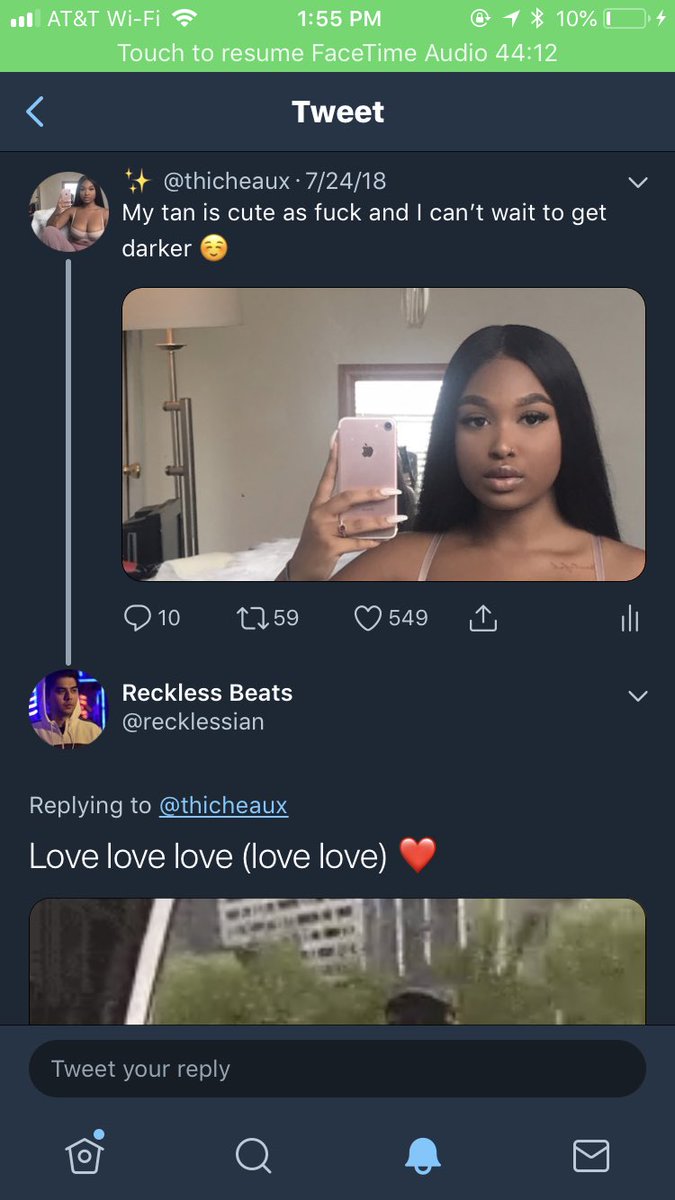 AT&T Wi-Fi 1:55 PM 10%
Touch to resume FaceTime Audio 44:12
Tweet
✨ @thicheaux · 7/24/18
My tan is cute as fuck and I can’t wait to get
darker ☺️
10 59 549
Reckless Beats
@recklessian
Replying to @thicheaux
Love love love (love love) ❤️
Tweet your reply